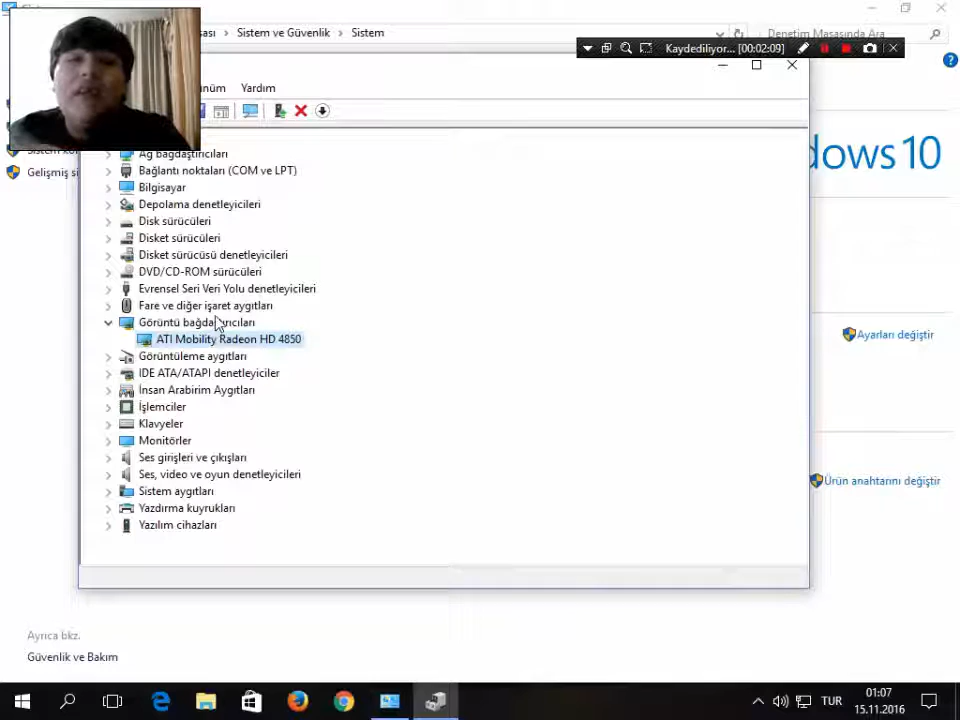 Sistem ve Güvenlik > Sistem
Denetim Masasında Ara
Kaydediliyor... [00:02:09]
Yardım
dows 10
Ağ bağdaştırıcıları
Bağlantı noktaları (COM ve LPT)
Bilgisayar
Gelişmiş si
Depolama denetleyicileri
Disk sürücüleri
Disket sürücüleri
Disket sürücüsü denetleyicileri
DVD/CD-ROM sürücüleri
Evrensel Seri Veri Yolu denetleyicileri
Fare ve diğer işaret aygıtları
Görüntü bağdaştırıcıları
ATI Mobility Radeon HD 4850
Ayarları değiştir
Görüntüleme aygıtları
IDE ATA/ATAPI denetleyiciler
İnsan Arabirim Aygıtları
İşlemciler
Klavyeler
Monitörler
Ses girişleri ve çıkışları
Ses, video ve oyun denetleyicileri
Ürün anahtarını değiştir
Sistem aygıtları
Yazdırma kuyrukları
Yazılım cihazları
Ayrıca bkz.
Güvenlik ve Bakım
TUR
01:07
15.11.2016